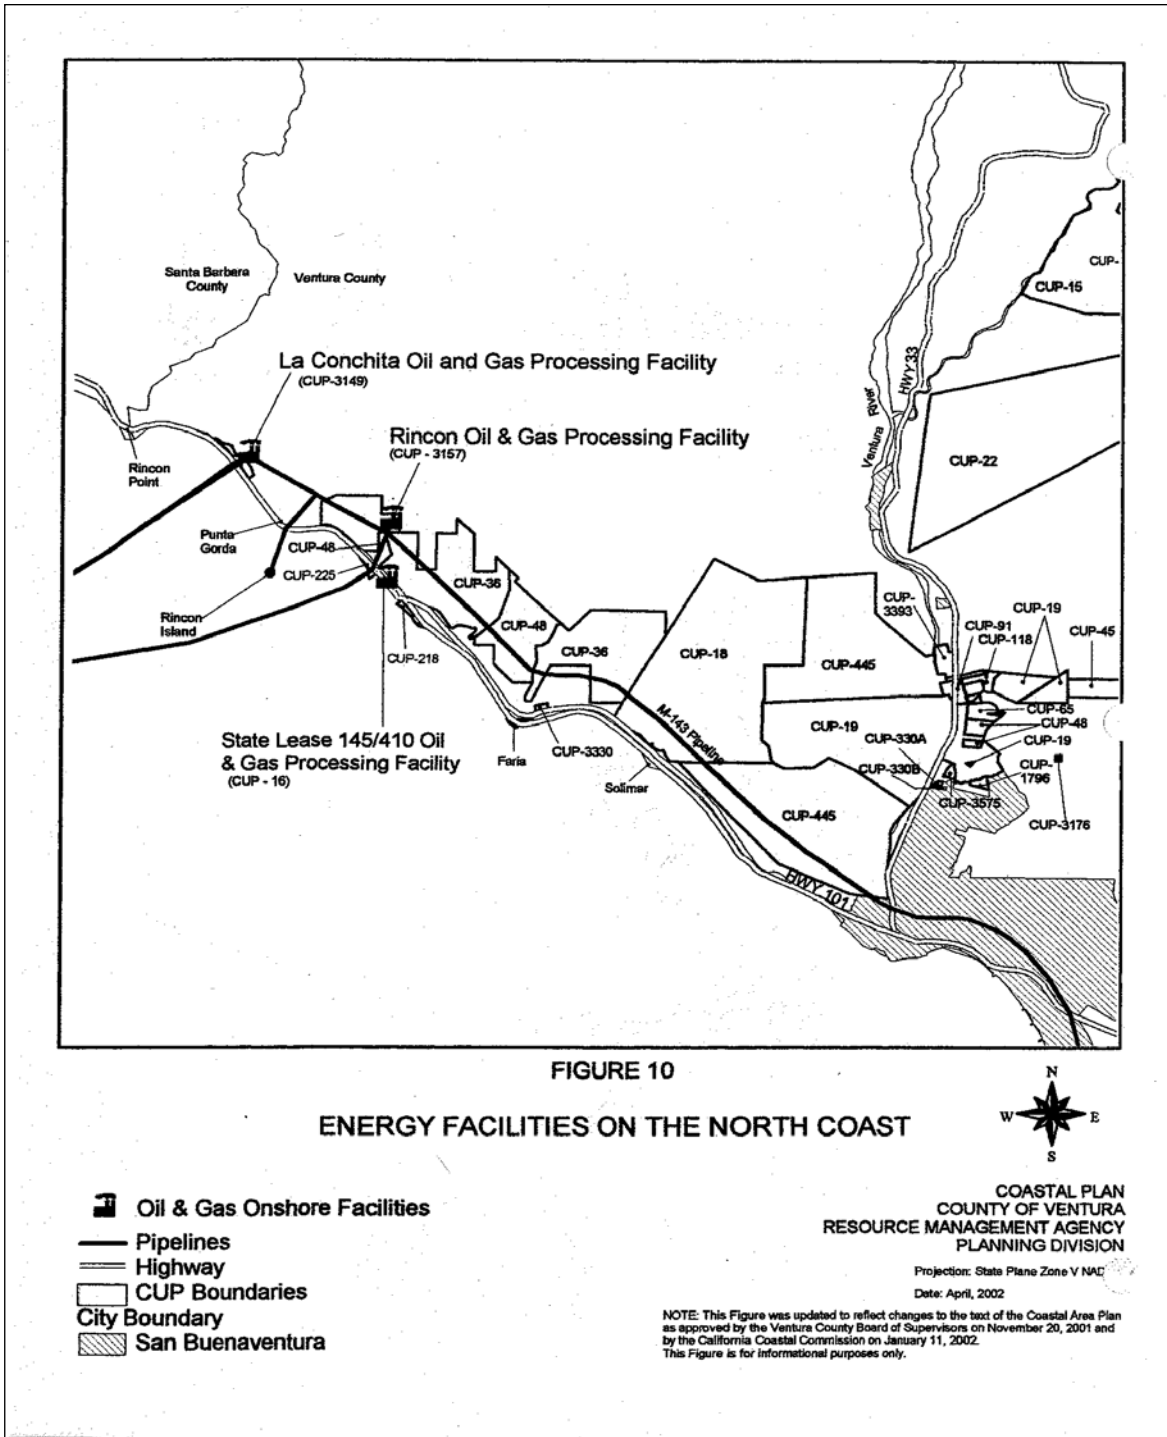 Santa Barbara
County
Ventura County
La Conchita Oil and Gas Processing Facility
(CUP-3149)
Rincon Oil & Gas Processing Facility
(CUP - 3157)
Rincon
Point
Punta
Gorda
CUP-48
CUP-225
Rincon
Island
CUP-218
State Lease 145/410 Oil
& Gas Processing Facility
(CUP - 16)
CUP-36
CUP-48
CUP-36
CUP-3330
Faria
Solimar
M-143 Pipeline
CUP-18
CUP-445
CUP-19
CUP-330A
CUP-330B
CUP-445
HWY 101
Ventura River
HWY 33
CUP-
CUP-15
CUP-22
CUP-
3393
CUP-91
CUP-118
CUP-19
CUP-45
CUP-65
CUP-48
CUP-19
CUP-
1796
CUP-3575
CUP-3176
FIGURE 10
ENERGY FACILITIES ON THE NORTH COAST
N
W
E
S
Oil & Gas Onshore Facilities
Pipelines
Highway
CUP Boundaries
City Boundary
San Buenaventura
COASTAL PLAN
COUNTY OF VENTURA
RESOURCE MANAGEMENT AGENCY
PLANNING DIVISION
Projection: State Plane Zone V NAD
Date: April, 2002
NOTE: This Figure was updated to reflect changes to the text of the Coastal Area Plan
as approved by the Ventura County Board of Supervisors on November 20, 2001 and
by the California Coastal Commission on January 11, 2002.
This Figure is for informational purposes only.